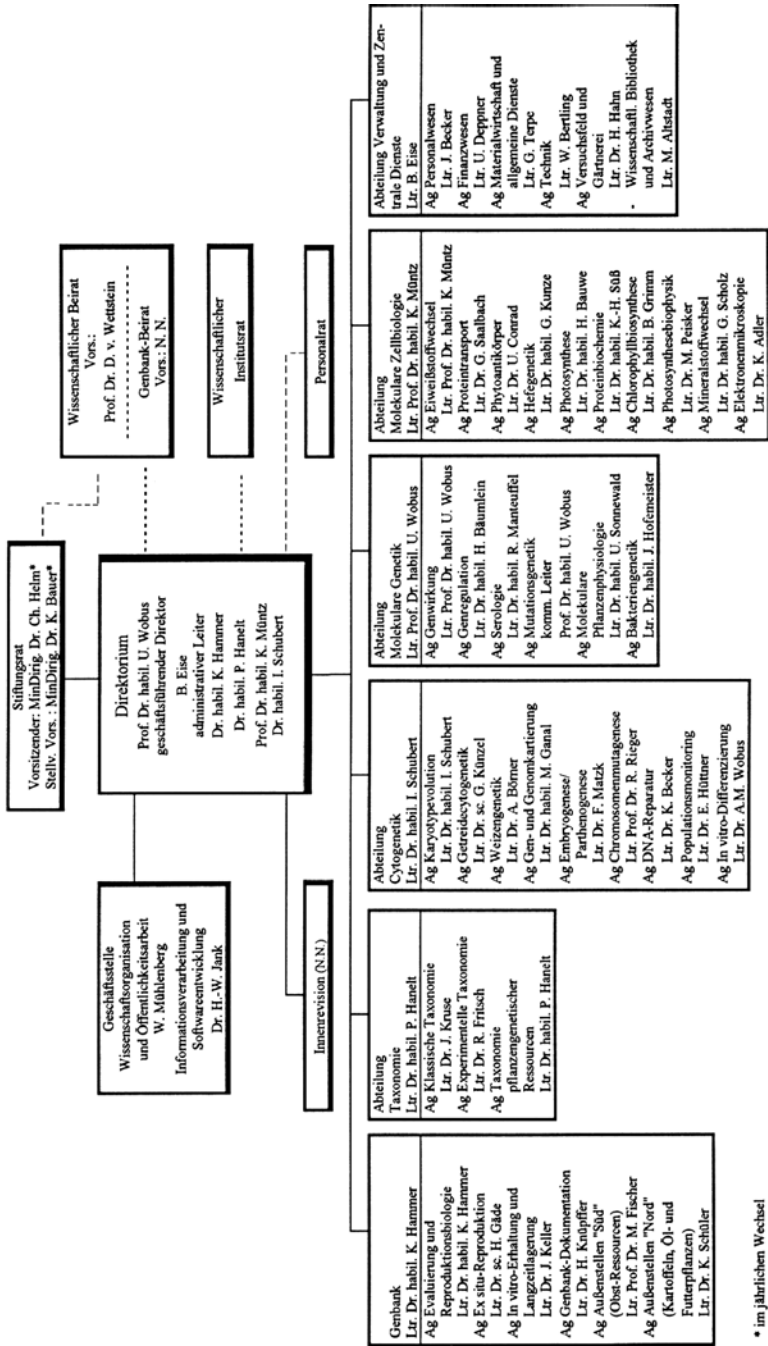 Stiftungsrat
Vorsitzender: MinDirig. Dr. Ch. Helm*
Stellv. Vors. : MinDirig. Dr. K. Bauer*
Geschäftsstelle
Wissenschaftsorganisation
und Öffentlichkeitsarbeit
W. Mühlenberg
Informationsverarbeitung und
Softwareentwicklung
Dr. H.-W. Jank
Direktorium
Prof. Dr. habil. U. Wobus
geschäftsführender Direktor
B. Eise
administrativer Leiter
Dr. habil. K. Hammer
Dr. habil. P. Hanelt
Prof. Dr. habil. K. Müntz
Dr. habil. I. Schubert
Wissenschaftlicher Beirat
Vors.:
Prof. Dr. D. v. Wettstein
Genbank-Beirat
Vors.: N. N.
Wissenschaftlicher
Institutsrat
Innenrevision (N.N.)
Personalrat
Genbank
Ltr. Dr. habil. K. Hammer
Ag Evaluierung und
Reproduktionsbiologie
Ltr. Dr. habil. K. Hammer
Ag Ex situ-Reproduktion
Ltr. Dr. sc. H. Gäde
Ag In vitro-Erhaltung und
Langzeitlagerung
Ltr. Dr. J. Keller
Ag Genbank-Dokumentation
Ltr. Dr. H. Knüpffer
Ag Außenstellen "Süd"
(Obst-Ressourcen)
Ltr. Prof. Dr. M. Fischer
Ag Außenstellen "Nord"
(Kartoffeln, Öl- und
Futterpflanzen)
Ltr. Dr. K. Schüler
Abteilung
Taxonomie
Ltr. Dr. habil. P. Hanelt
Ag Klassische Taxonomie
Ltr. Dr. J. Kruse
Ag Experimentelle Taxonomie
Ltr. Dr. R. Fritsch
Ag Taxonomie
pflanzengenetischer
Ressourcen
Ltr. Dr. habil. P. Hanelt
Abteilung
Cytogenetik
Ltr. Dr. habil. I. Schubert
Ag Karyotypevolution
Ltr. Dr. habil. I. Schubert
Ag Getreidecytogenetik
Ltr. Dr. sc. G. Künzel
Ag Weizengenetik
Ltr. Dr. A. Börner
Ag Gen- und Genomkartierung
Ltr. Dr. habil. M. Ganal
Ag Embryogenese/
Parthenogenese
Ltr. Dr. F. Matzk
Ag Chromosomenmutagenese
Ltr. Prof. Dr. R. Rieger
Ag DNA-Reparatur
Ltr. Dr. K. Becker
Ag Populationsmonitoring
Ltr. Dr. E. Hüttner
Ag In vitro-Differenzierung
Ltr. Dr. A.M. Wobus
Abteilung
Molekulare Genetik
Ltr. Prof. Dr. habil. U. Wobus
Ag Genwirkung
Ltr. Prof. Dr. habil. U. Wobus
Ag Genregulation
Ltr. Dr. habil. H. Bäumlein
Ag Serologie
Ltr. Dr. habil. R. Manteuffel
Ag Mutationsgenetik
komm. Leiter
Prof. Dr. habil. U. Wobus
Ag Molekulare
Pflanzenphysiologie
Ltr. Dr. habil. U. Sonnewald
Ag Bakteriengenetik
Ltr. Dr. habil. J. Hofemeister
Abteilung
Molekulare Zellbiologie
Ltr. Prof. Dr. habil. K. Müntz
Ag Eiweißstoffwechsel
Ltr. Prof. Dr. habil. K. Müntz
Ag Proteintransport
Ltr. Dr. G. Saalbach
Ag Phytoantikörper
Ltr. Dr. U. Conrad
Ag Hefegenetik
Ltr. Dr. habil. G. Kunze
Ag Photosynthese
Ltr. Dr. habil. H. Bauwe
Ag Proteinbiochemie
Ltr. Dr. habil. K.-H. Süß
Ag Chlorophyllbiosynthese
Ltr. Dr. habil. B. Grimm
Ag Photosynthesebiophysik
Ltr. Dr. M. Peisker
Ag Mineralstoffwechsel
Ltr. Dr. habil. G. Scholz
Ag Elektronenmikroskopie
Ltr. Dr. K. Adler
Abteilung Verwaltung und Zen-
trale Dienste
Ltr. B. Eise
Ag Personalwesen
Ltr. J. Becker
Ag Finanzwesen
Ltr. U. Deppner
Ag Materialwirtschaft und
allgemeine Dienste
Ltr. G. Terpe
Ag Technik
Ltr. W. Bertling
Ag Versuchsfeld und
Gärtnerei
Ltr. Dr. H. Hahn
- Wissenschaftl. Bibliothek
und Archivwesen
Ltr. M. Altstadt
* im jährlichen Wechsel